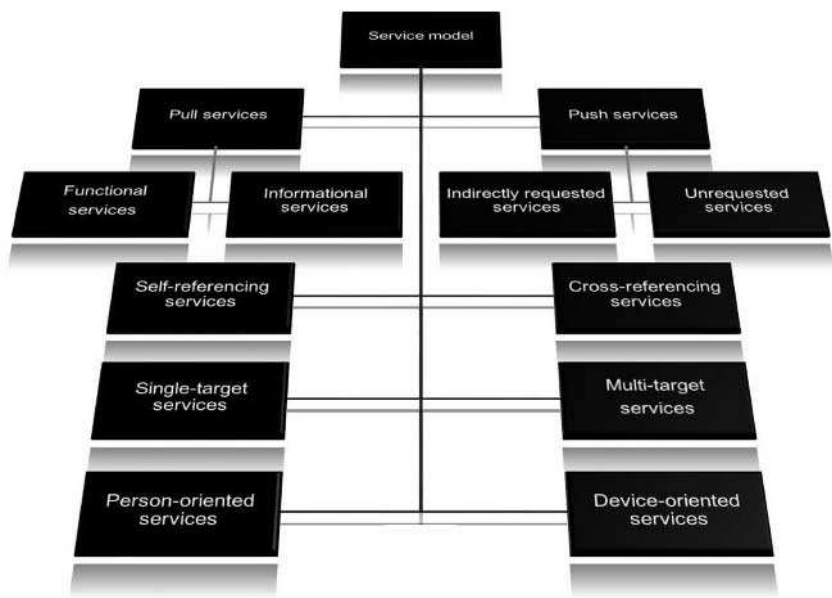 Service model
Pull services
Push services
Functional
services
Informational
services
Indirectly requested
services
Unrequested
services
Self-referencing
services
Cross-referencing
services
Single-target
services
Multi-target
services
Person-oriented
services
Device-oriented
services